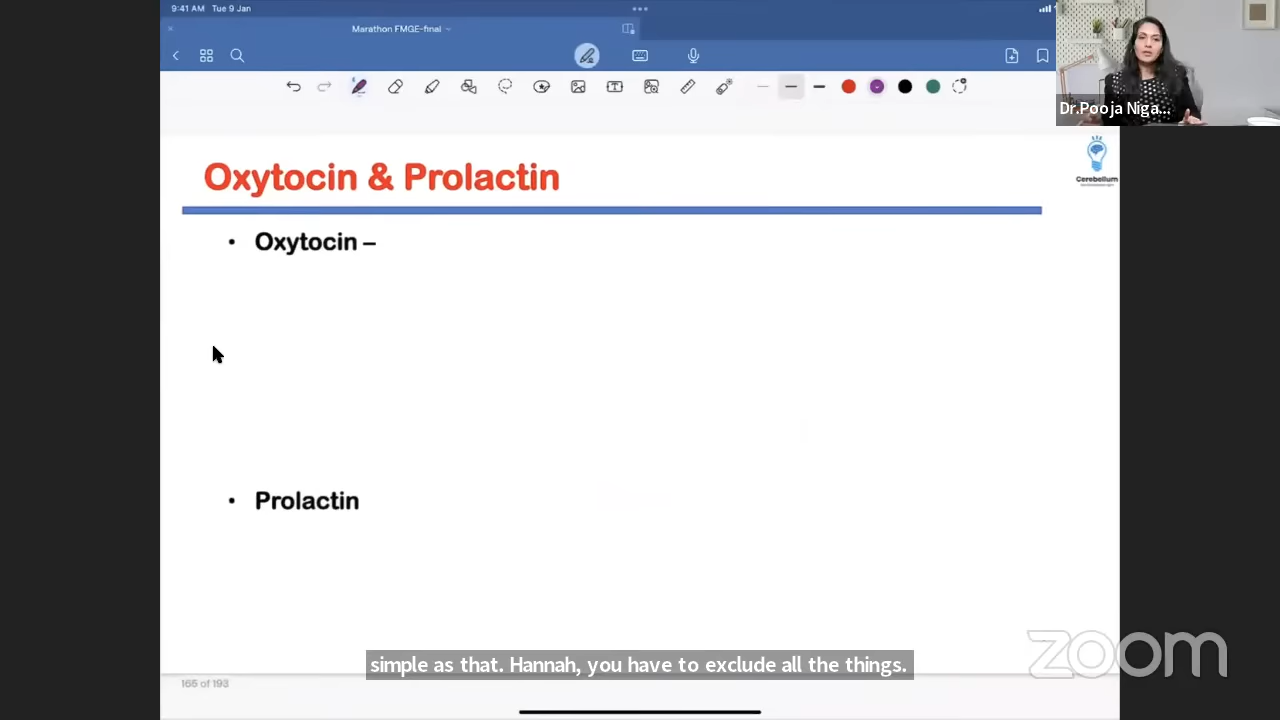 9:41 AM Tue 9 Jan
Marathon FMGE-final
Dr.Pooja Niga...
Cerebellum
Oxytocin & Prolactin
• Oxytocin –
• Prolactin
simple as that. Hannah, you have to exclude all the things.
zoom
165 of 193